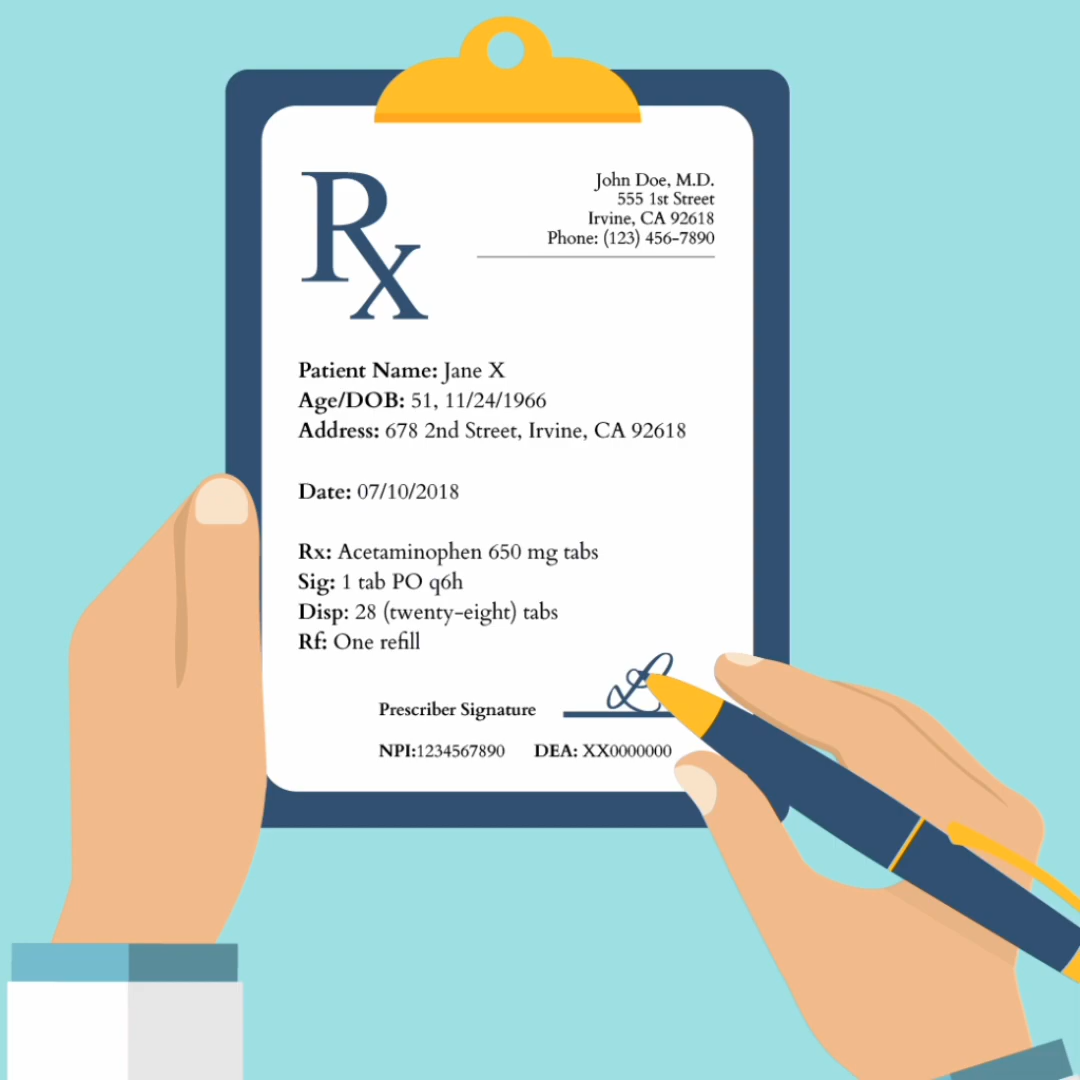 Rx
John Doe, M.D.
555 1st Street
Irvine, CA 92618
Phone: (123) 456-7890
Patient Name: Jane X
Age/DOB: 51, 11/24/1966
Address: 678 2nd Street, Irvine, CA 92618
Date: 07/10/2018
Rx: Acetaminophen 650 mg tabs
Sig: 1 tab PO q6h
Disp: 28 (twenty-eight) tabs
Rf: One refill
Prescriber Signature
NPI:1234567890 DEA: XX0000000